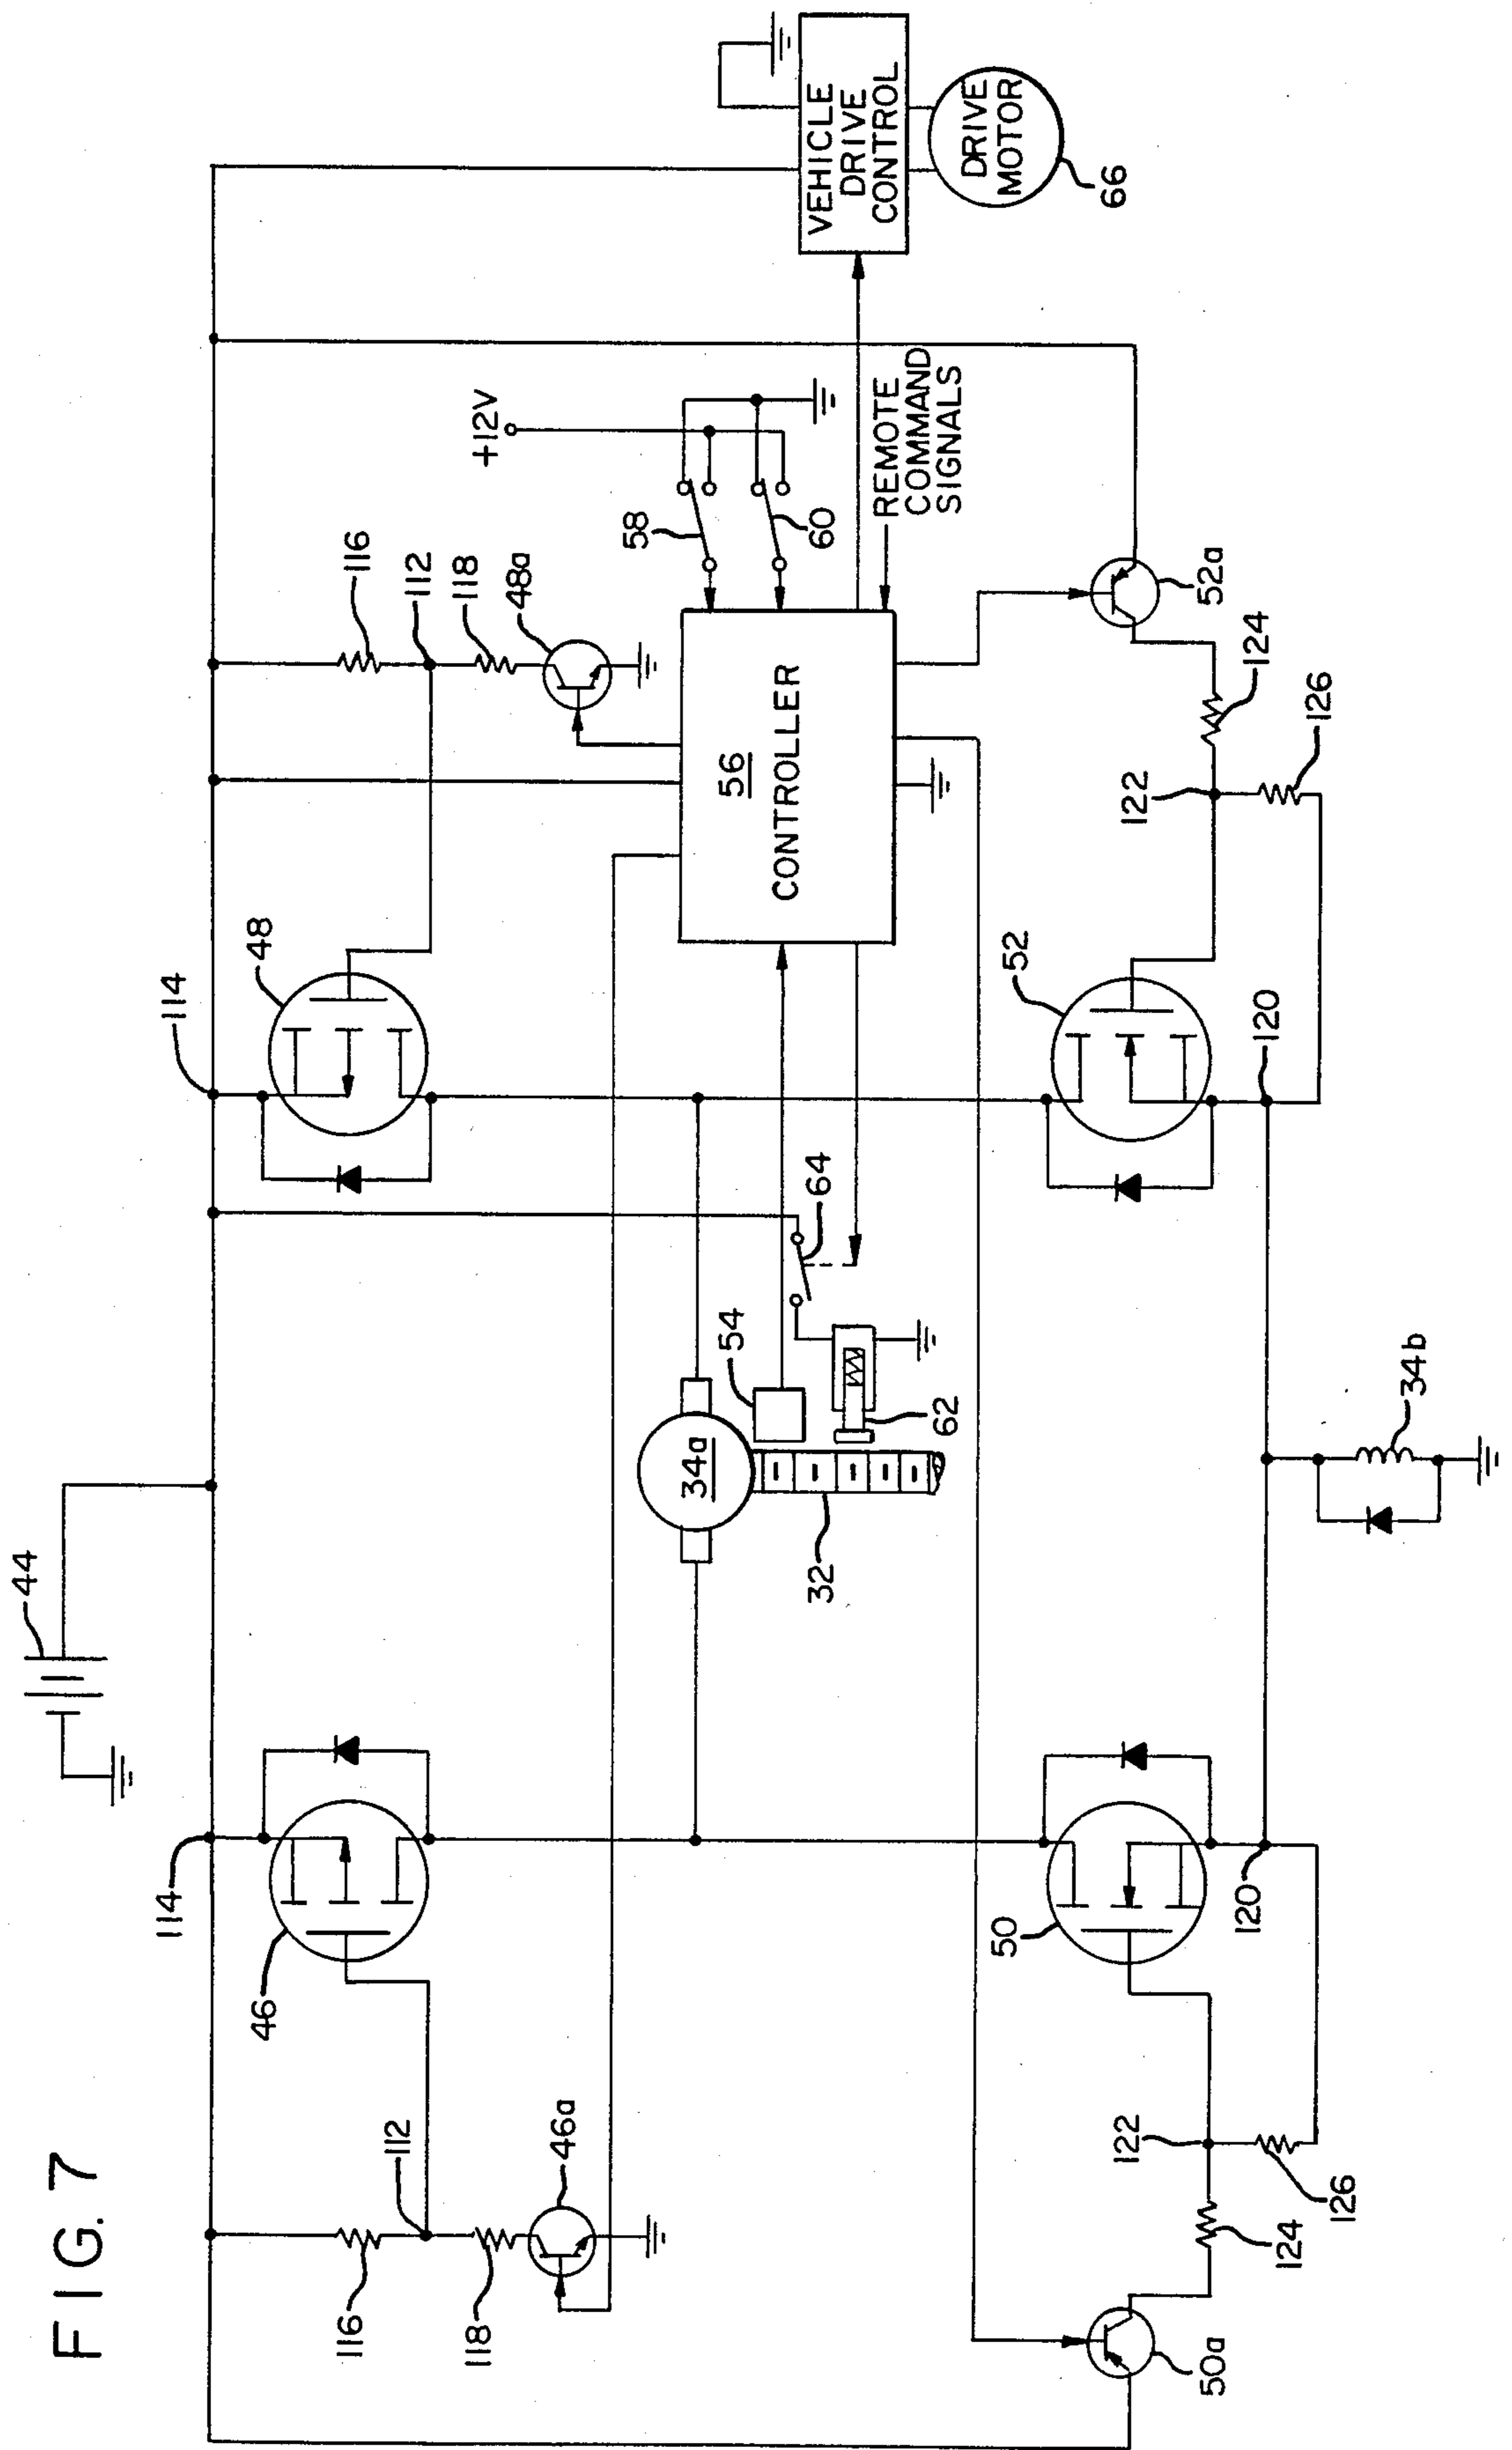 FIG. 7
44
114
114
116
112
118
46a
46
48
116
112
118
48a
+12V
58
60
56
CONTROLLER
REMOTE
COMMAND
SIGNALS
VEHICLE
DRIVE
CONTROL
DRIVE
MOTOR
66
34a
54
64
62
32
50
52
120
120
122
122
124
124
126
126
50a
52a
34b